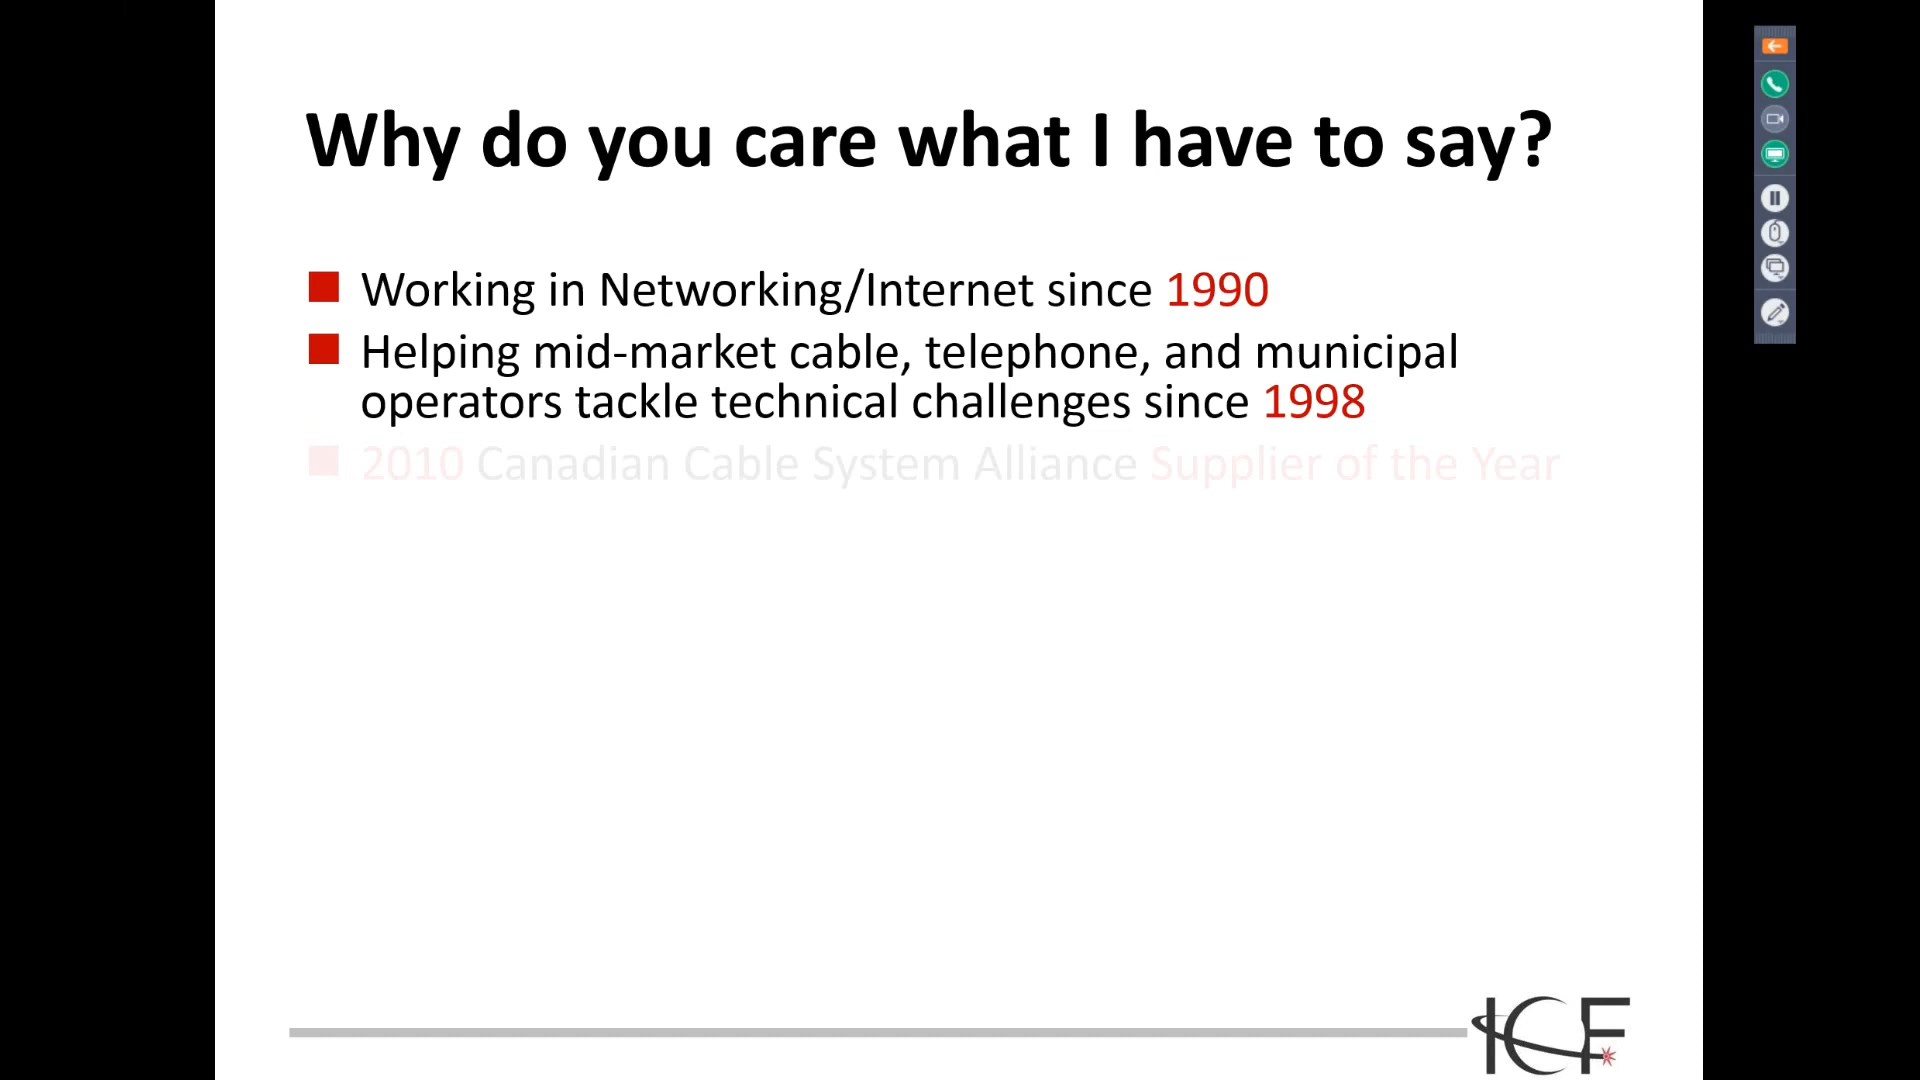 Why do you care what I have to say?
Working in Networking/Internet since 1990
Helping mid-market cable, telephone, and municipal
operators tackle technical challenges since 1998
2010 Canadian Cable System Alliance Supplier of the Year
ICF